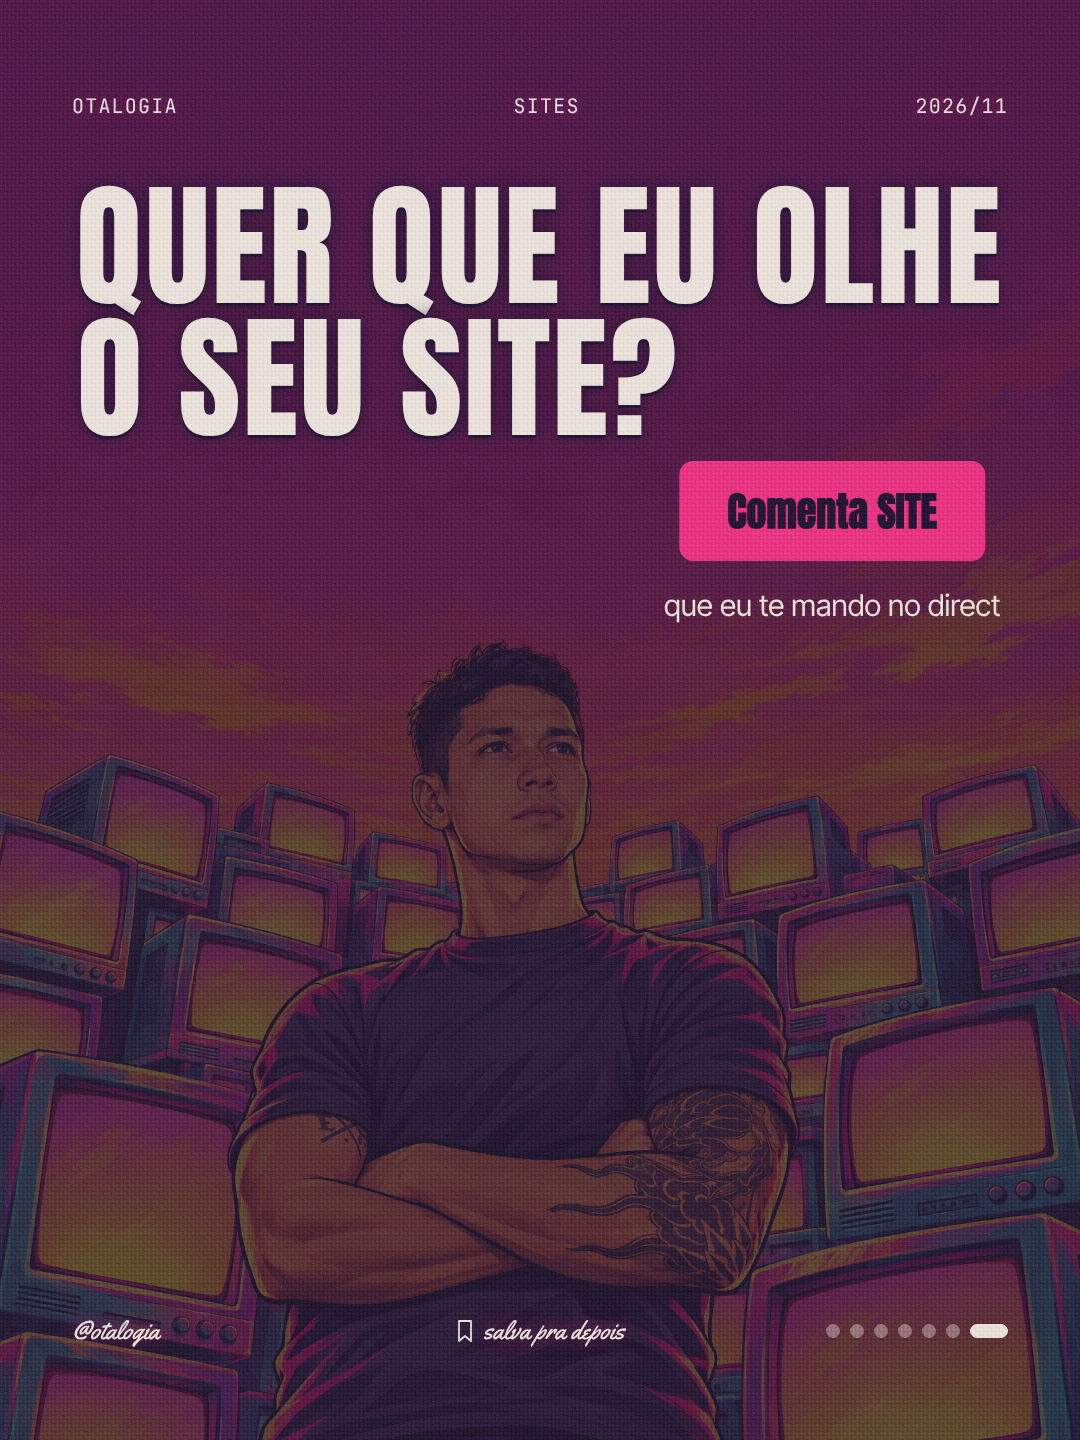 OTALOGIA
SITES
2026/11
QUER QUE EU OLHE
O SEU SITE?
Comenta SITE
que eu te mando no direct
@otalogia
salva pra depois